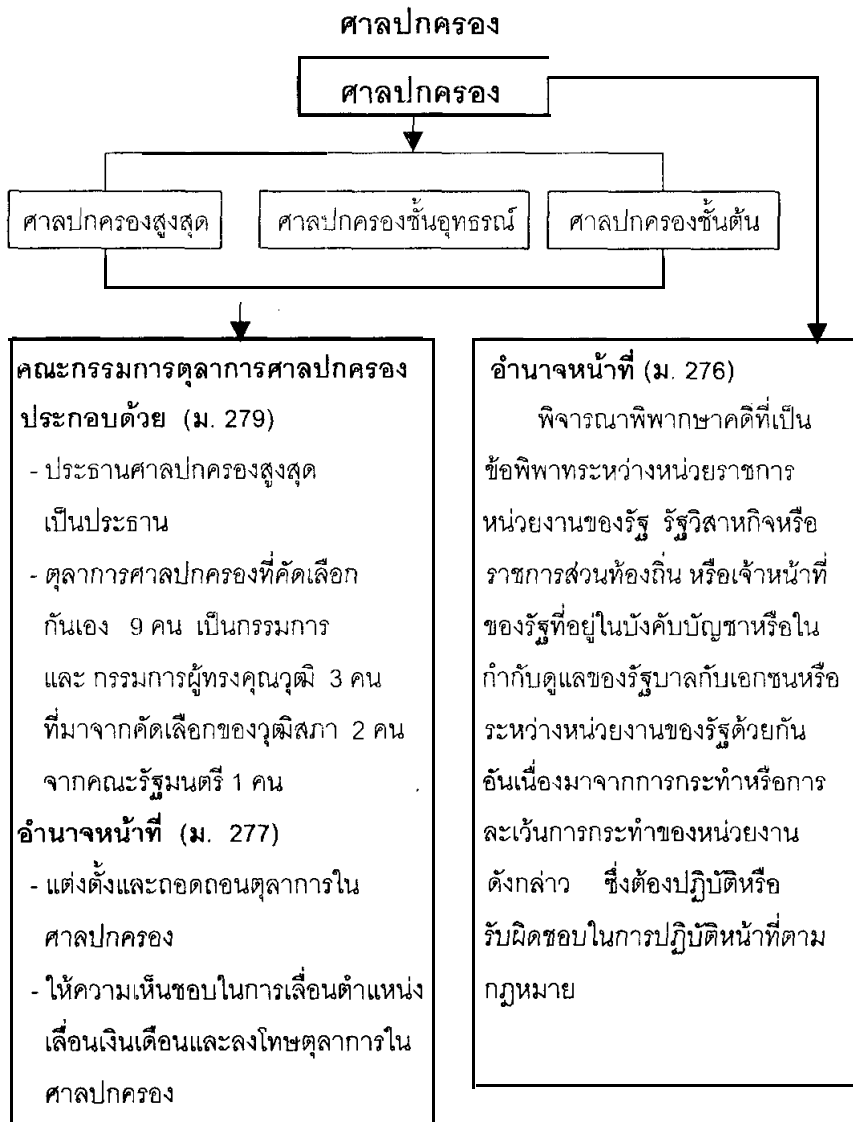 ศาลปกครอง
ศาลปกครอง
ศาลปกครองสูงสุด
ศาลปกครองชั้นอุทธรณ์
ศาลปกครองชั้นต้น
คณะกรรมการตุลาการศาลปกครอง
ประกอบด้วย (ม. 279)
- ประธานศาลปกครองสูงสุด
เป็นประธาน
- ตุลาการศาลปกครองที่คัดเลือก
กันเอง 9 คน เป็นกรรมการ
และ กรรมการผู้ทรงคุณวุฒิ 3 คน
ที่มาจากคัดเลือกของวุฒิสภา 2 คน
จากคณะรัฐมนตรี 1 คน
อำนาจหน้าที่ (ม. 277)
- แต่งตั้งและถอดถอนตุลาการใน
ศาลปกครอง
- ให้ความเห็นชอบในการเลื่อนตำแหน่ง
เลื่อนเงินเดือนและลงโทษตุลาการใน
ศาลปกครอง
อำนาจหน้าที่ (ม. 276)
พิจารณาพิพากษาคดีที่เป็น
ข้อพิพาทระหว่างหน่วยราชการ
หน่วยงานของรัฐ รัฐวิสาหกิจหรือ
ราชการส่วนท้องถิ่น หรือเจ้าหน้าที่
ของรัฐที่อยู่ในบังคับบัญชาหรือใน
กำกับดูแลของรัฐบาลกับเอกชนหรือ
ระหว่างหน่วยงานของรัฐด้วยกัน
อันเนื่องมาจากการกระทำหรือการ
ละเว้นการกระทำของหน่วยงาน
ดังกล่าว ซึ่งต้องปฏิบัติหรือ
รับผิดชอบในการปฏิบัติหน้าที่ตาม
กฎหมาย